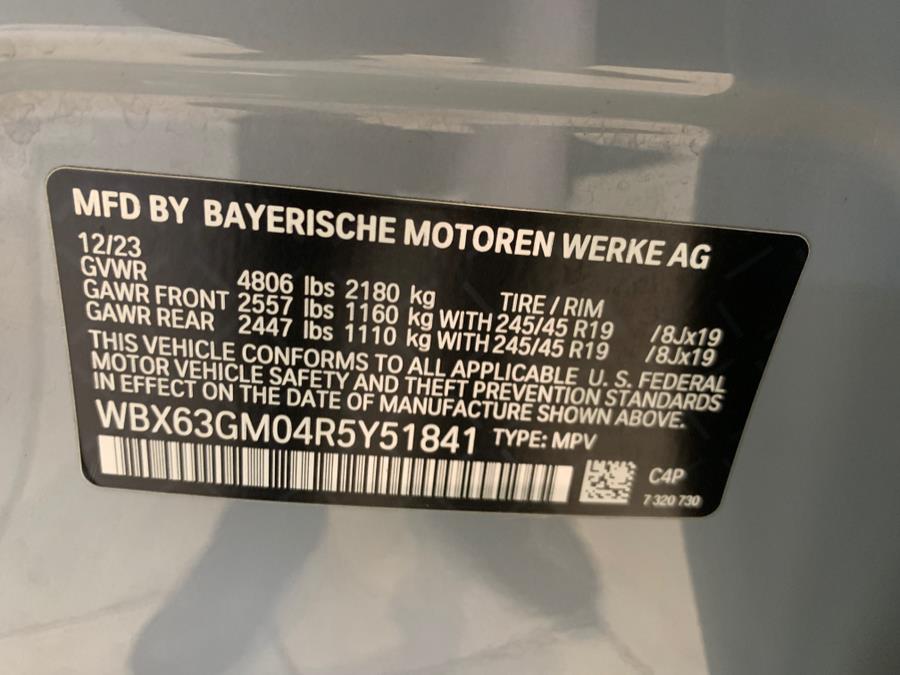 MFD BY BAYERISCHE MOTOREN WERKE AG
12/23
GVWR 4806 lbs 2180 kg TIRE / RIM
GAWR FRONT 2557 lbs 1160 kg WITH 245/45 R19 /8Jx19
GAWR REAR 2447 lbs 1110 kg WITH 245/45 R19 /8Jx19
THIS VEHICLE CONFORMS TO ALL APPLICABLE U. S. FEDERAL
MOTOR VEHICLE SAFETY AND THEFT PREVENTION STANDARDS
IN EFFECT ON THE DATE OF MANUFACTURE SHOWN ABOVE.
WBX63GM04R5Y51841 TYPE: MPV
C4P
7 320 730